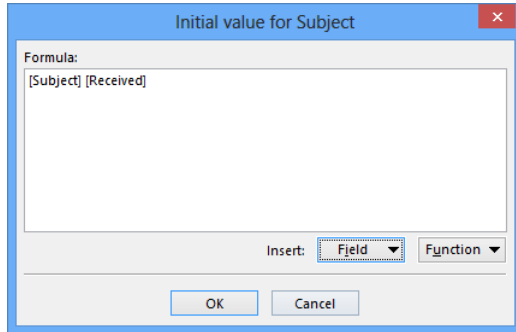 Initial value for Subject
Formula:
[Subject] [Received]
Insert: Field Function
OK Cancel